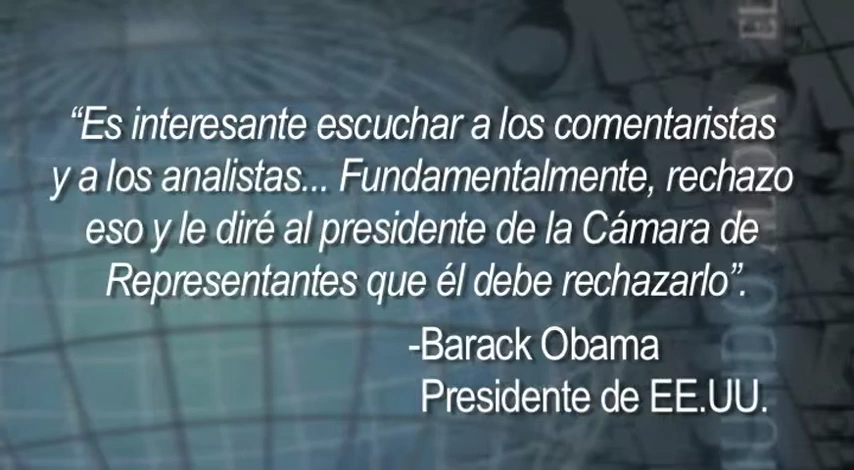 “Es interesante escuchar a los comentaristas
y a los analistas... Fundamentalmente, rechazo
eso y le diré al presidente de la Cámara de
Representantes que él debe rechazarlo”.
-Barack Obama
Presidente de EE.UU.